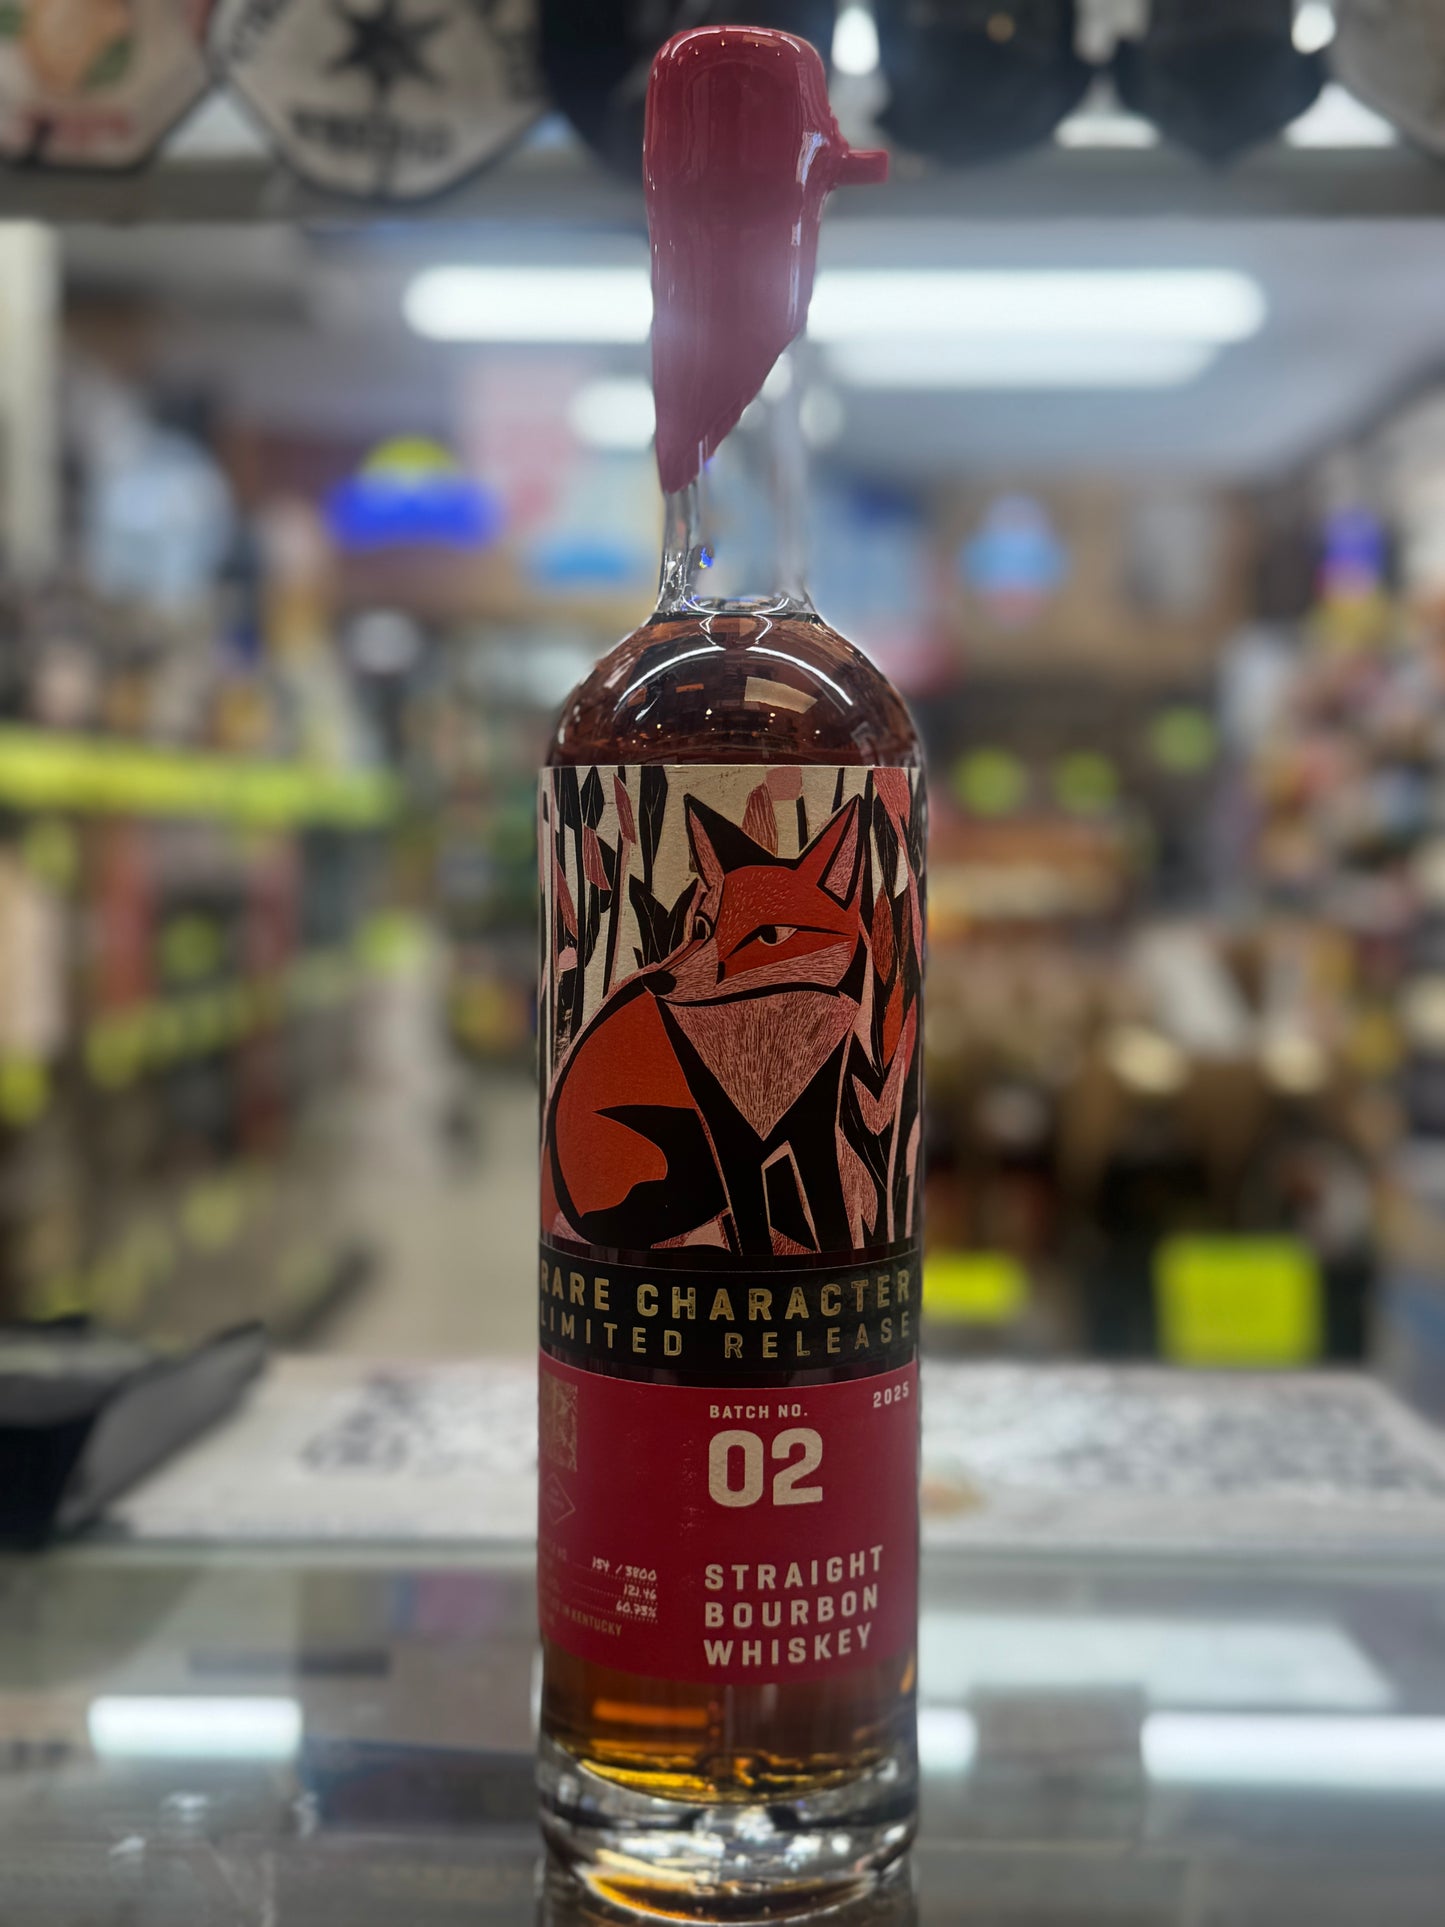 RARE CHARACTER
LIMITED RELEASE
2025
BATCH NO.
02
154 / 3800
121.46
60.73%
IN KENTUCKY
STRAIGHT
BOURBON
WHISKEY